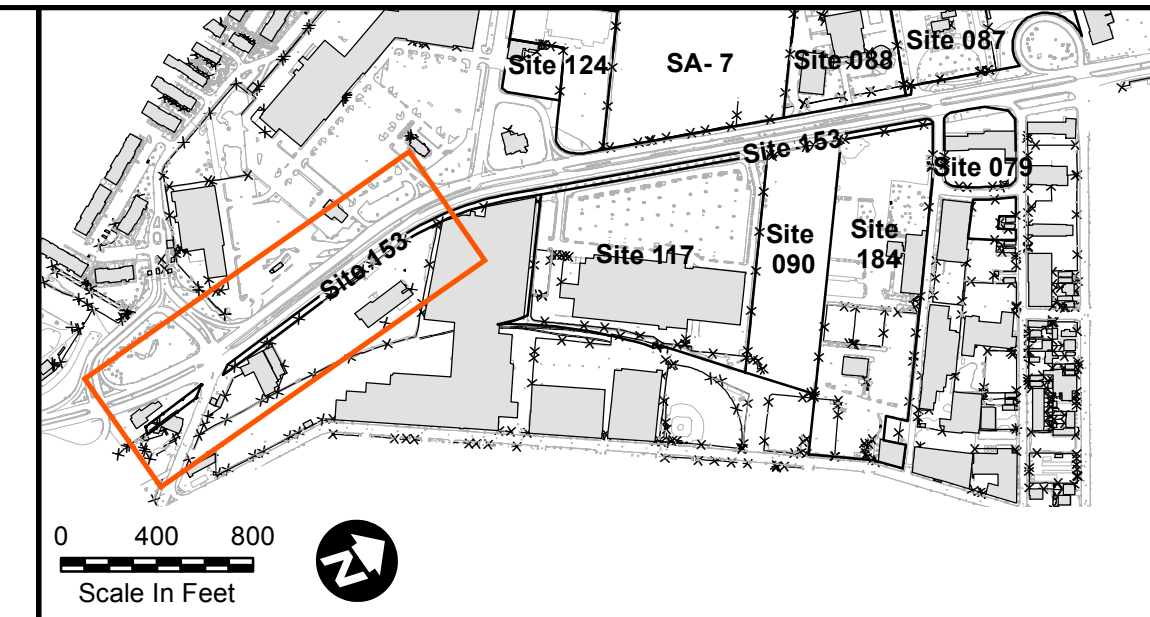 Site 087
Site 088
Site 124
SA- 7
Site 153
Site 079
Site 153
Site 117
Site
090
Site
184
0 400 800
Scale In Feet
N